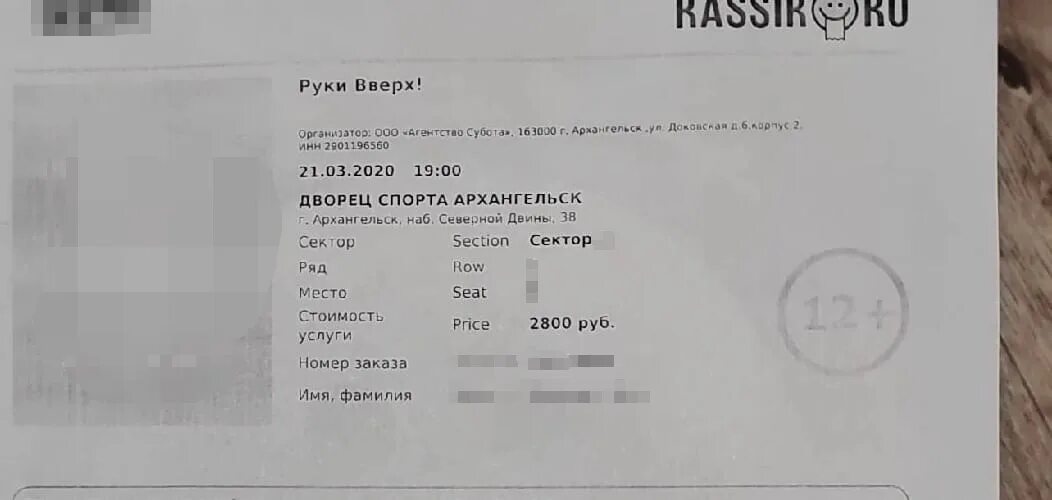 KASSIR RU
Руки Вверх!
Организатор: ООО «Агентство Субота», 163000 г. Архангельск ,ул. Доковская д.6.корпус 2.
ИНН 2901196560
21.03.2020 19:00
ДВОРЕЦ СПОРТА АРХАНГЕЛЬСК
г. Архангельск, наб. Северной Двины, 38
Сектор Section Сектор
Ряд Row
Место Seat
Стоимость
услуги Price 2800 руб.
Номер заказа
Имя, фамилия
12+